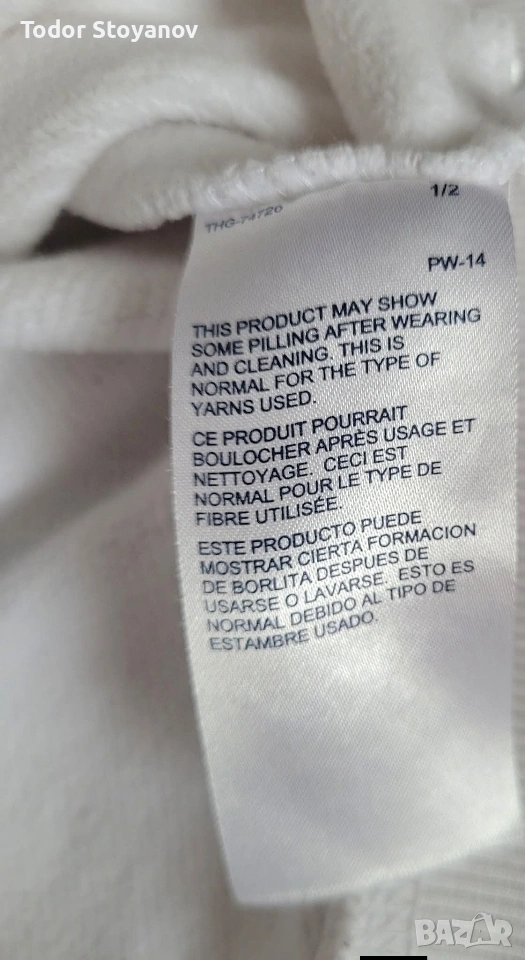 Todor Stoyanov
1/2
THG-74720
PW-14
THIS PRODUCT MAY SHOW
SOME PILLING AFTER WEARING
AND CLEANING. THIS IS
NORMAL FOR THE TYPE OF
YARNS USED.
CE PRODUIT POURRAIT
BOULOCHER APRÈS USAGE ET
NETTOYAGE. CECI EST
NORMAL POUR LE TYPE DE
FIBRE UTILISÉE.
ESTE PRODUCTO PUEDE
MOSTRAR CIERTA FORMACION
DE BORLITA DESPUES DE
USARSE O LAVARSE. ESTO ES
NORMAL DEBIDO AL TIPO DE
ESTAMBRE USADO.
BAZAR